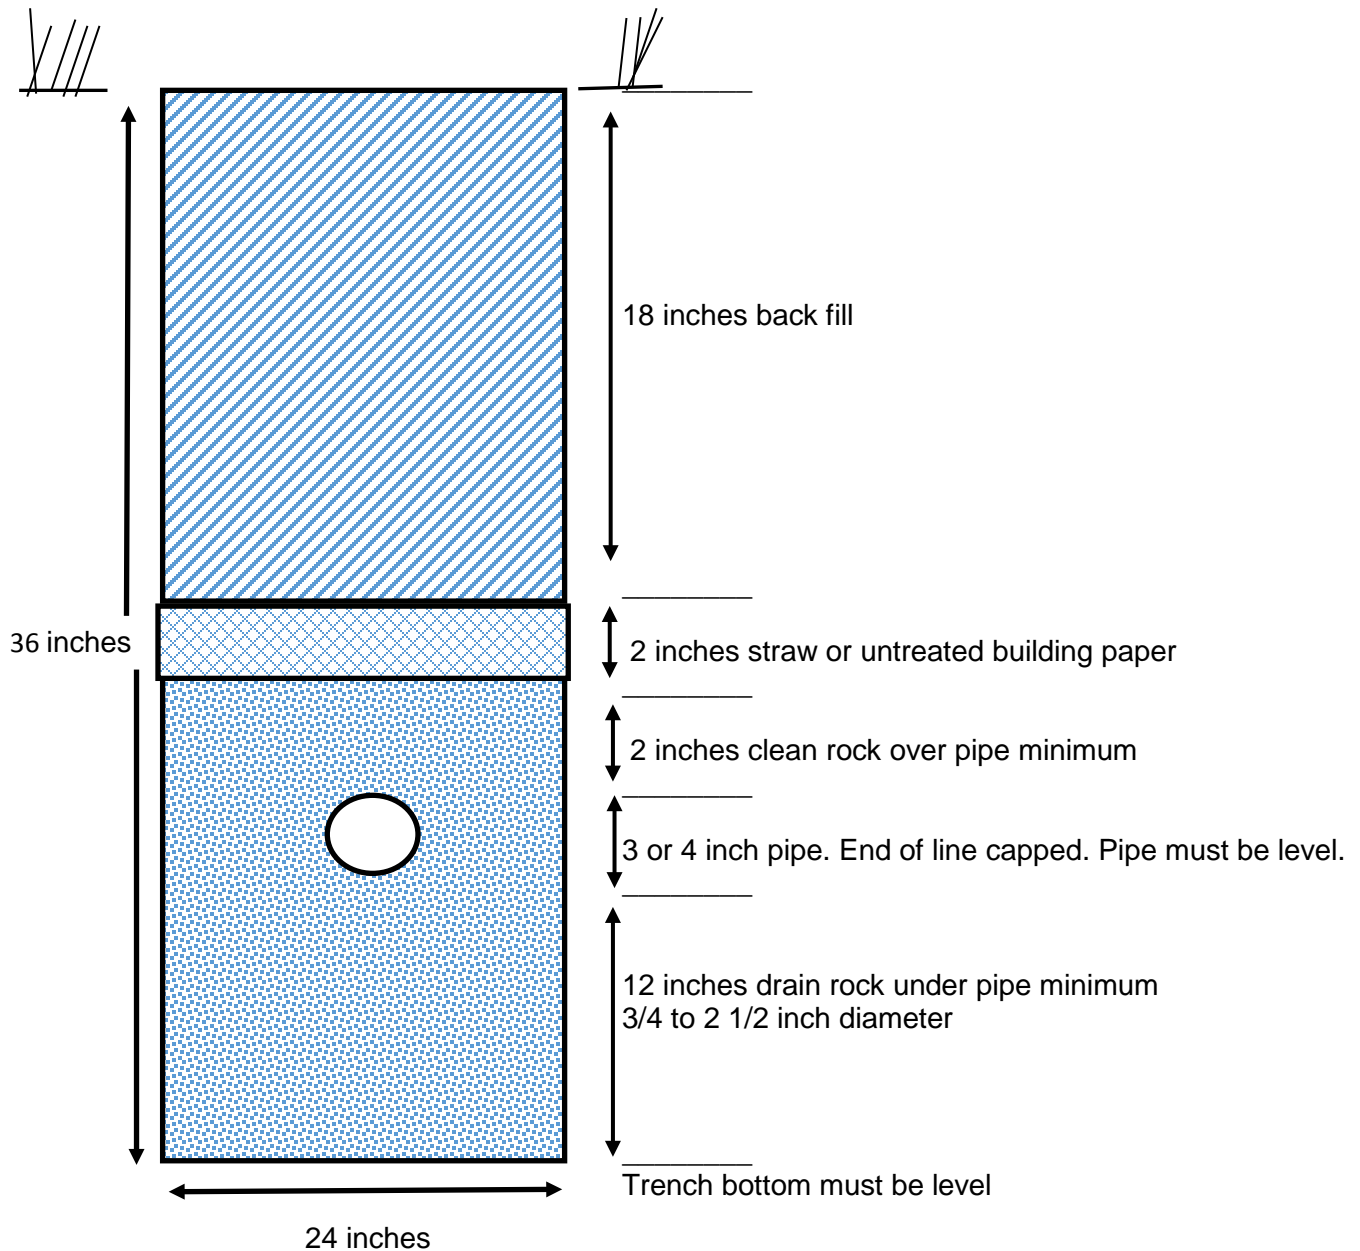 18 inches back fill
36 inches
2 inches straw or untreated building paper
2 inches clean rock over pipe minimum
3 or 4 inch pipe. End of line capped. Pipe must be level.
12 inches drain rock under pipe minimum
3/4 to 2 1/2 inch diameter
Trench bottom must be level
24 inches